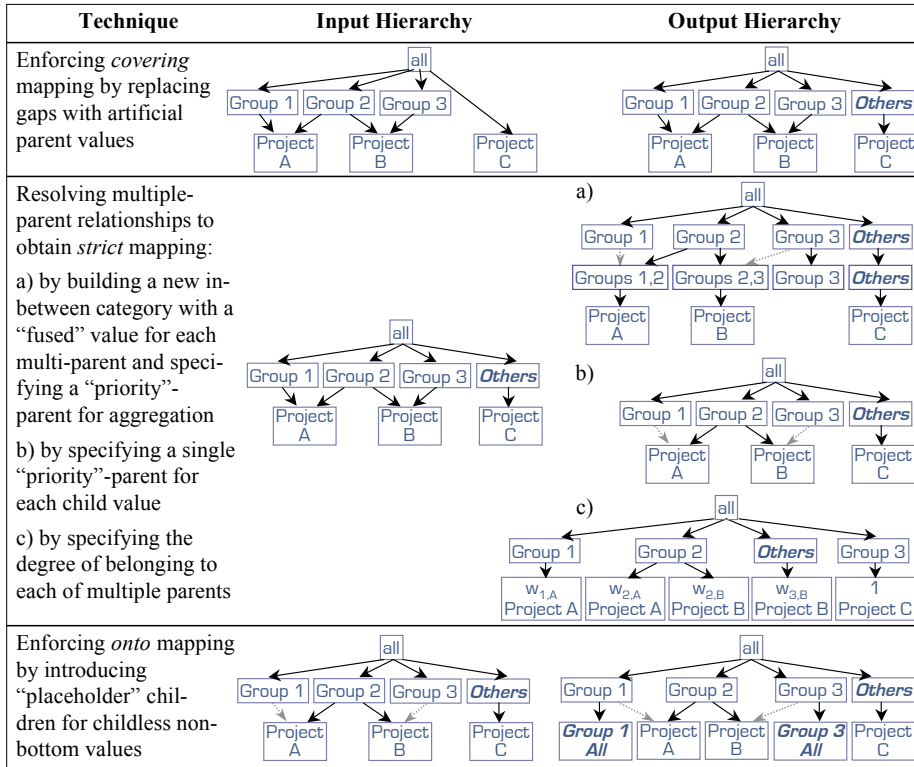 Technique Input Hierarchy Output Hierarchy
Enforcing covering
mapping by replacing
gaps with artificial
parent values
all
Group 1 Group 2 Group 3
Project
A
Project
B
Project
C
all
Group 1 Group 2 Group 3 Others
Project
A
Project
B
Project
C
Resolving multiple-
parent relationships to
obtain strict mapping:
a) by building a new in-
between category with a
“fused” value for each
multi-parent and speci-
fying a “priority”-
parent for aggregation
b) by specifying a single
“priority”-parent for
each child value
c) by specifying the
degree of belonging to
each of multiple parents
all
Group 1 Group 2 Group 3 Others
Project
A
Project
B
Project
C
a)
all
Group 1 Group 2 Group 3 Others
Groups 1,2 Groups 2,3 Group 3 Others
Project
A
Project
B
Project
C
b)
all
Group 1 Group 2 Group 3 Others
Project
A
Project
B
Project
C
c)
all
Group 1 Group 2 Others Group 3
w1,A
Project A
w2,A
Project A
w2,B
Project B
w3,B
Project B
1
Project C
Enforcing onto mapping
by introducing
“placeholder” chil-
dren for childless non-
bottom values
all
Group 1 Group 2 Group 3 Others
Project
A
Project
B
Project
C
all
Group 1 Group 2 Group 3 Others
Group 1
All
Project
A
Project
B
Group 3
All
Project
C